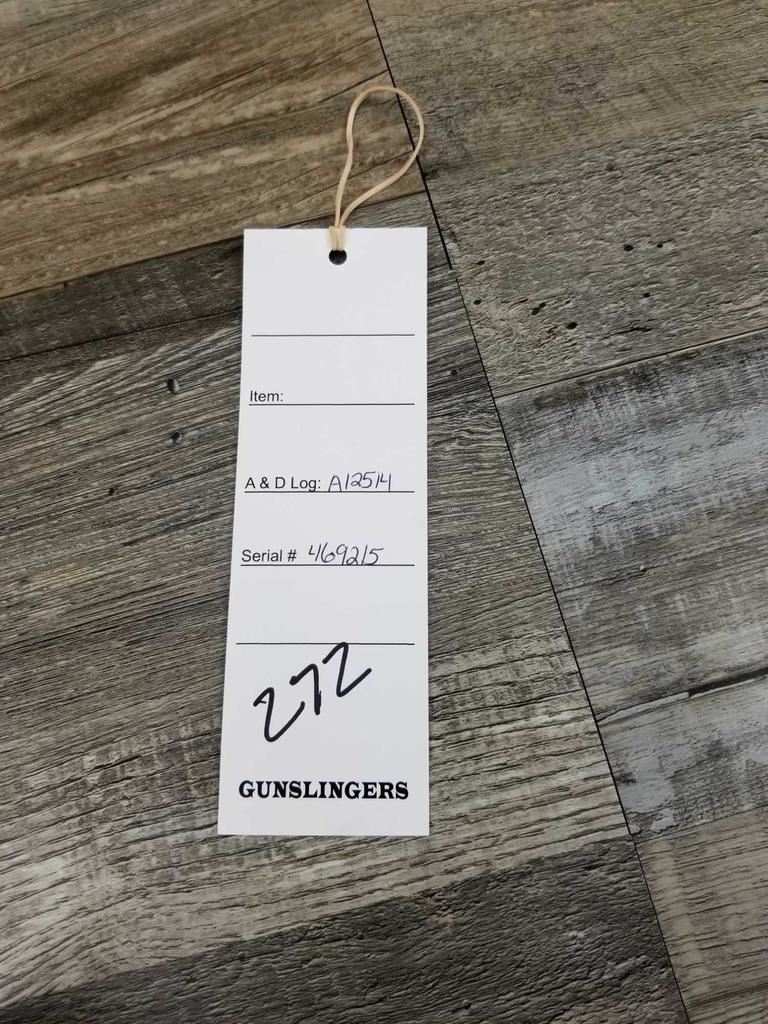 Item:
A & D Log: A12514
Serial # 469215
272
GUNSLINGERS